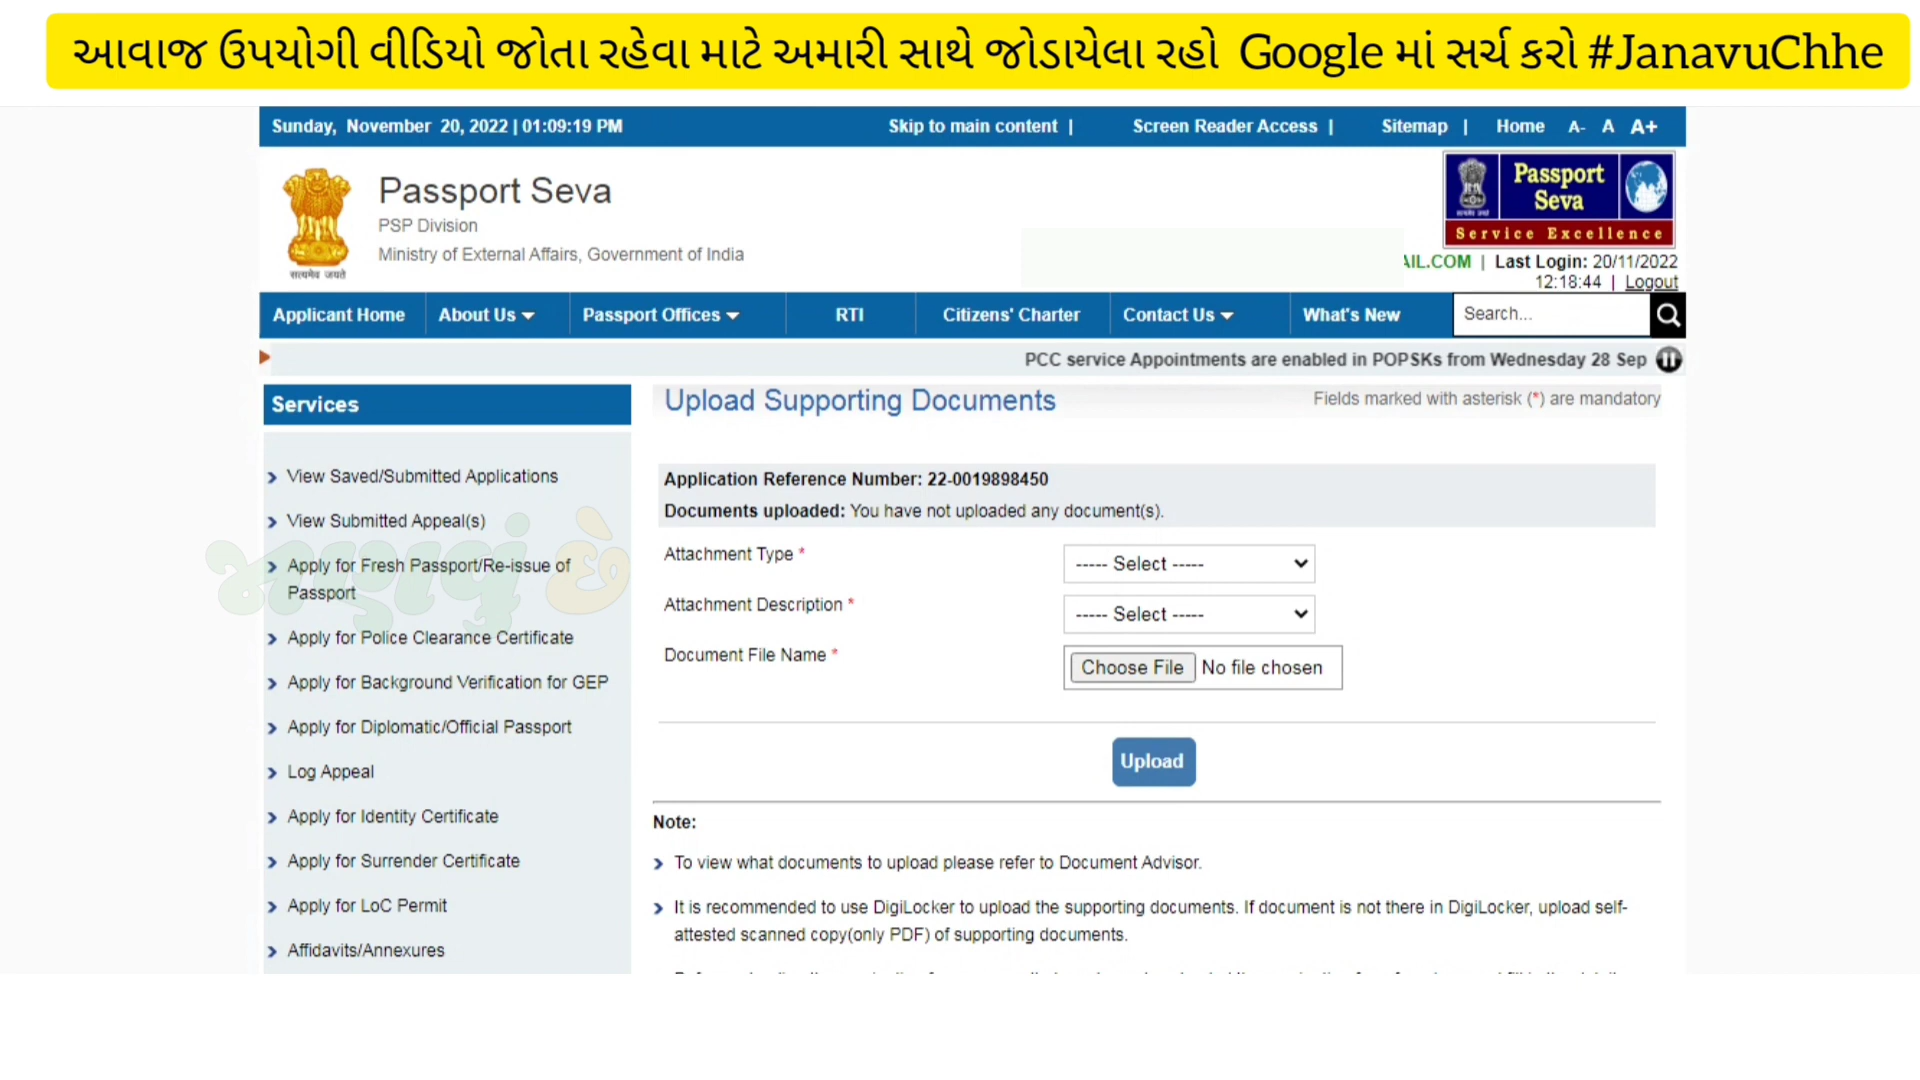 આવાજ ઉપયોગી વીડિયો જોતા રહેવા માટે અમારી સાથે જોડાયેલા રહો Google માં સર્ચ કરો #JanavuChhe
Sunday, November 20, 2022 | 01:09:19 PM
Skip to main content |
Screen Reader Access |
Sitemap |
Home A- A A+
Passport Seva
PSP Division
Ministry of External Affairs, Government of India
सत्यमेव जयते
Passport Seva
Service Excellence
AIL.COM | Last Login: 20/11/2022
12:18:44 | Logout
Applicant Home
About Us
Passport Offices
RTI
Citizens' Charter
Contact Us
What's New
Search...
PCC service Appointments are enabled in POPSKs from Wednesday 28 Sep
Services
View Saved/Submitted Applications
View Submitted Appeal(s)
Apply for Fresh Passport/Re-issue of
Passport
Apply for Police Clearance Certificate
Apply for Background Verification for GEP
Apply for Diplomatic/Official Passport
Log Appeal
Apply for Identity Certificate
Apply for Surrender Certificate
Apply for LoC Permit
Affidavits/Annexures
જાણવું છે
Upload Supporting Documents
Fields marked with asterisk (*) are mandatory
Application Reference Number: 22-0019898450
Documents uploaded: You have not uploaded any document(s).
Attachment Type *
----- Select -----
Attachment Description *
----- Select -----
Document File Name *
Choose File No file chosen
Upload
Note:
To view what documents to upload please refer to Document Advisor.
It is recommended to use DigiLocker to upload the supporting documents. If document is not there in DigiLocker, upload self-
attested scanned copy(only PDF) of supporting documents.